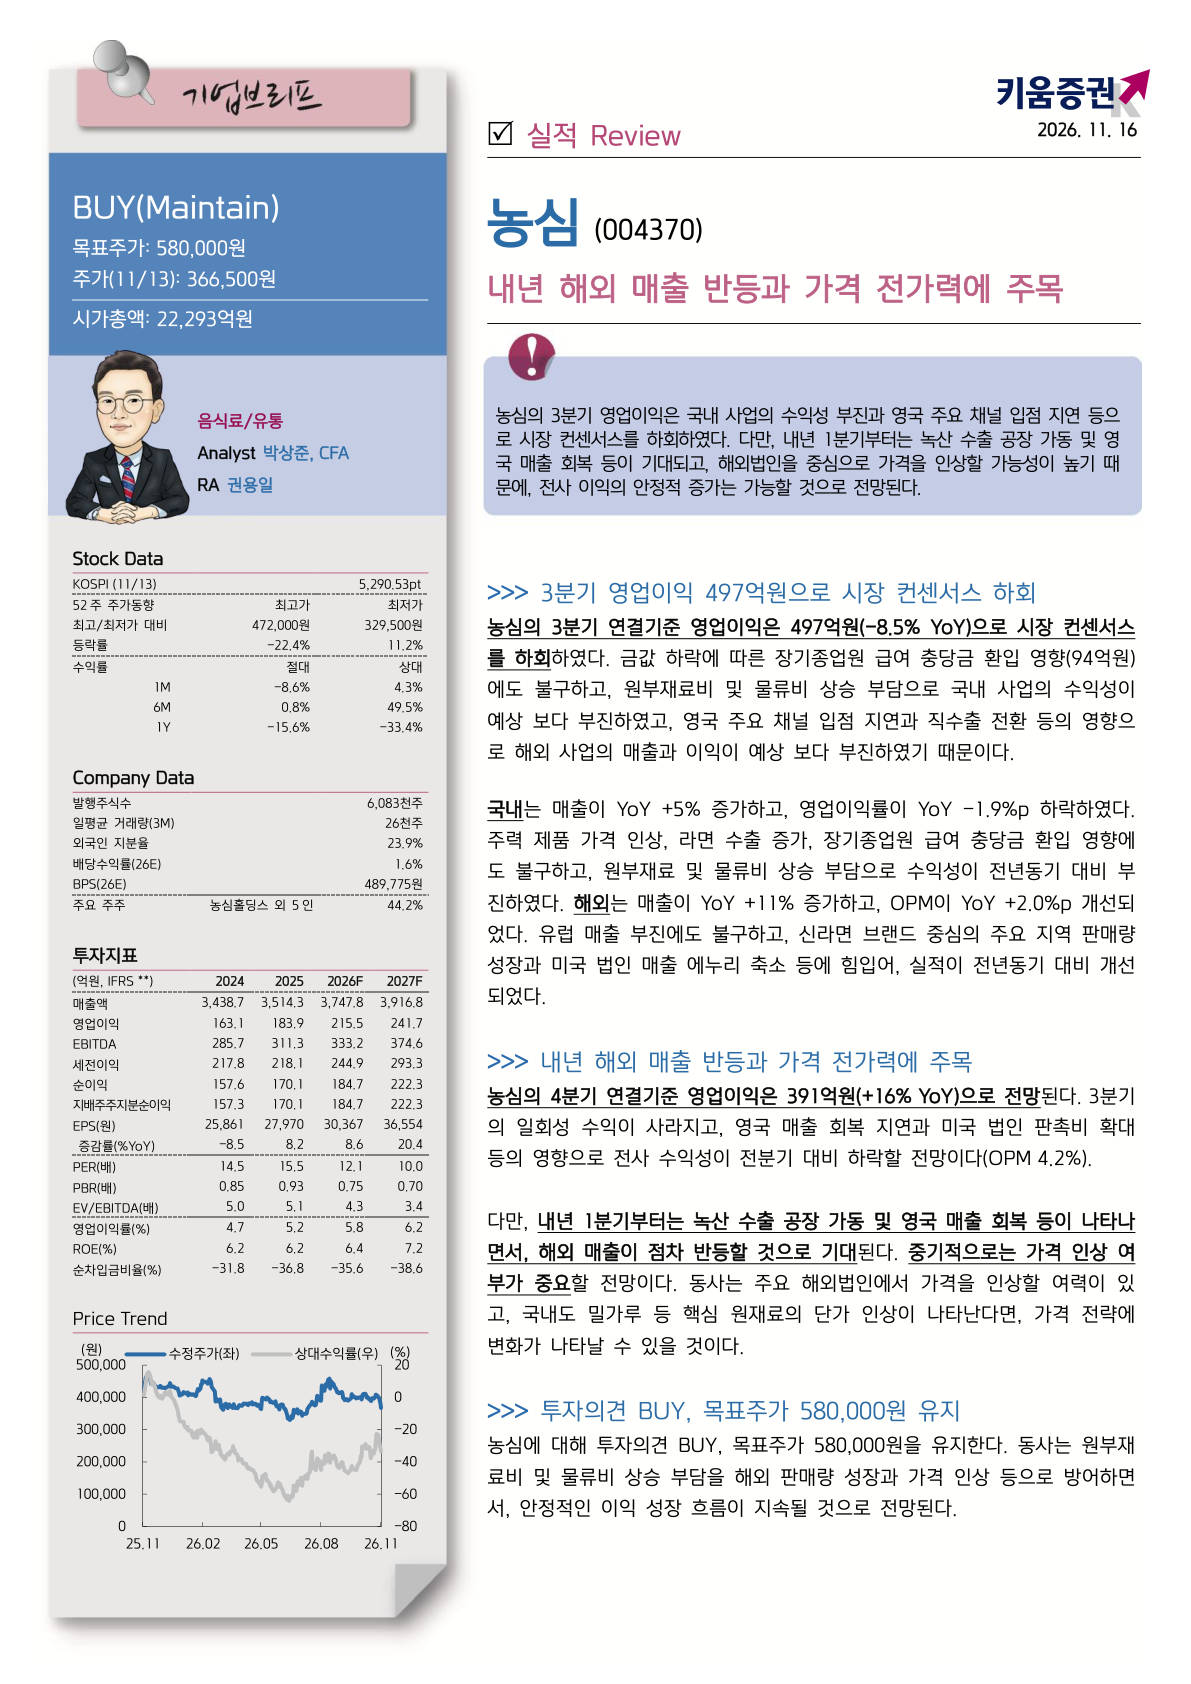 기업브리프
키움증권
2026. 11. 16
☑ 실적 Review
BUY(Maintain)
목표주가: 580,000원
주가(11/13): 366,500원
시가총액: 22,293억원
음식료/유통
Analyst 박상준, CFA
RA 권용일
Stock Data
KOSPI (11/13) 5,290.53pt
52주 주가동향 최고가 최저가
최고/최저가 대비 472,000원 329,500원
등락률 -22.4% 11.2%
수익률 절대 상대
1M -8.6% 4.3%
6M 0.8% 49.5%
1Y -15.6% -33.4%
Company Data
발행주식수 6,083천주
일평균 거래량(3M) 26천주
외국인 지분율 23.9%
배당수익률(26E) 1.6%
BPS(26E) 489,775원
주요 주주 농심홀딩스 외 5인 44.2%
투자지표
(억원, IFRS **) 2024 2025 2026F 2027F
매출액 3,438.7 3,514.3 3,747.8 3,916.8
영업이익 163.1 183.9 215.5 241.7
EBITDA 285.7 311.3 333.2 374.6
세전이익 217.8 218.1 244.9 293.3
순이익 157.6 170.1 184.7 222.3
지배주주지분순이익 157.3 170.1 184.7 222.3
EPS(원) 25,861 27,970 30,367 36,554
증감률(%YoY) -8.5 8.2 8.6 20.4
PER(배) 14.5 15.5 12.1 10.0
PBR(배) 0.85 0.93 0.75 0.70
EV/EBITDA(배) 5.0 5.1 4.3 3.4
영업이익률(%) 4.7 5.2 5.8 6.2
ROE(%) 6.2 6.2 6.4 7.2
순차입금비율(%) -31.8 -36.8 -35.6 -38.6
Price Trend
(원) 수정주가(좌) 상대수익률(우) (%)
500,000 20
400,000 0
300,000 -20
200,000 -40
100,000 -60
0 -80
25.11 26.02 26.05 26.08 26.11
농심 (004370)
내년 해외 매출 반등과 가격 전가력에 주목
농심의 3분기 영업이익은 국내 사업의 수익성 부진과 영국 주요 채널 입점 지연 등으
로 시장 컨센서스를 하회하였다. 다만, 내년 1분기부터는 녹산 수출 공장 가동 및 영
국 매출 회복 등이 기대되고, 해외법인을 중심으로 가격을 인상할 가능성이 높기 때
문에, 전사 이익의 안정적 증가는 가능할 것으로 전망된다.
>>> 3분기 영업이익 497억원으로 시장 컨센서스 하회
농심의 3분기 연결기준 영업이익은 497억원(-8.5% YoY)으로 시장 컨센서스
를 하회하였다. 금값 하락에 따른 장기종업원 급여 충당금 환입 영향(94억원)
에도 불구하고, 원부재료비 및 물류비 상승 부담으로 국내 사업의 수익성이
예상 보다 부진하였고, 영국 주요 채널 입점 지연과 직수출 전환 등의 영향으
로 해외 사업의 매출과 이익이 예상 보다 부진하였기 때문이다.
국내는 매출이 YoY +5% 증가하고, 영업이익률이 YoY -1.9%p 하락하였다.
주력 제품 가격 인상, 라면 수출 증가, 장기종업원 급여 충당금 환입 영향에
도 불구하고, 원부재료 및 물류비 상승 부담으로 수익성이 전년동기 대비 부
진하였다. 해외는 매출이 YoY +11% 증가하고, OPM이 YoY +2.0%p 개선되
었다. 유럽 매출 부진에도 불구하고, 신라면 브랜드 중심의 주요 지역 판매량
성장과 미국 법인 매출 에누리 축소 등에 힘입어, 실적이 전년동기 대비 개선
되었다.
>>> 내년 해외 매출 반등과 가격 전가력에 주목
농심의 4분기 연결기준 영업이익은 391억원(+16% YoY)으로 전망된다. 3분기
의 일회성 수익이 사라지고, 영국 매출 회복 지연과 미국 법인 판촉비 확대
등의 영향으로 전사 수익성이 전분기 대비 하락할 전망이다(OPM 4.2%).
다만, 내년 1분기부터는 녹산 수출 공장 가동 및 영국 매출 회복 등이 나타나
면서, 해외 매출이 점차 반등할 것으로 기대된다. 중기적으로는 가격 인상 여
부가 중요할 전망이다. 동사는 주요 해외법인에서 가격을 인상할 여력이 있
고, 국내도 밀가루 등 핵심 원재료의 단가 인상이 나타난다면, 가격 전략에
변화가 나타날 수 있을 것이다.
>>> 투자의견 BUY, 목표주가 580,000원 유지
농심에 대해 투자의견 BUY, 목표주가 580,000원을 유지한다. 동사는 원부재
료비 및 물류비 상승 부담을 해외 판매량 성장과 가격 인상 등으로 방어하면
서, 안정적인 이익 성장 흐름이 지속될 것으로 전망된다.